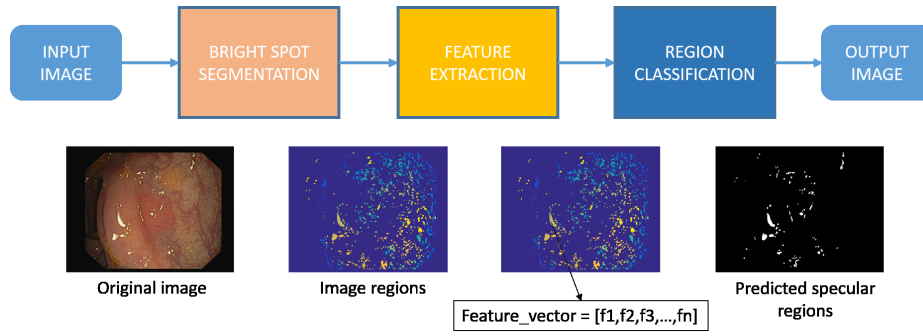 INPUT
IMAGE
BRIGHT SPOT
SEGMENTATION
FEATURE
EXTRACTION
REGION
CLASSIFICATION
OUTPUT
IMAGE
Original image
Image regions
Feature_vector = [f1,f2,f3,...,fn]
Predicted specular
regions